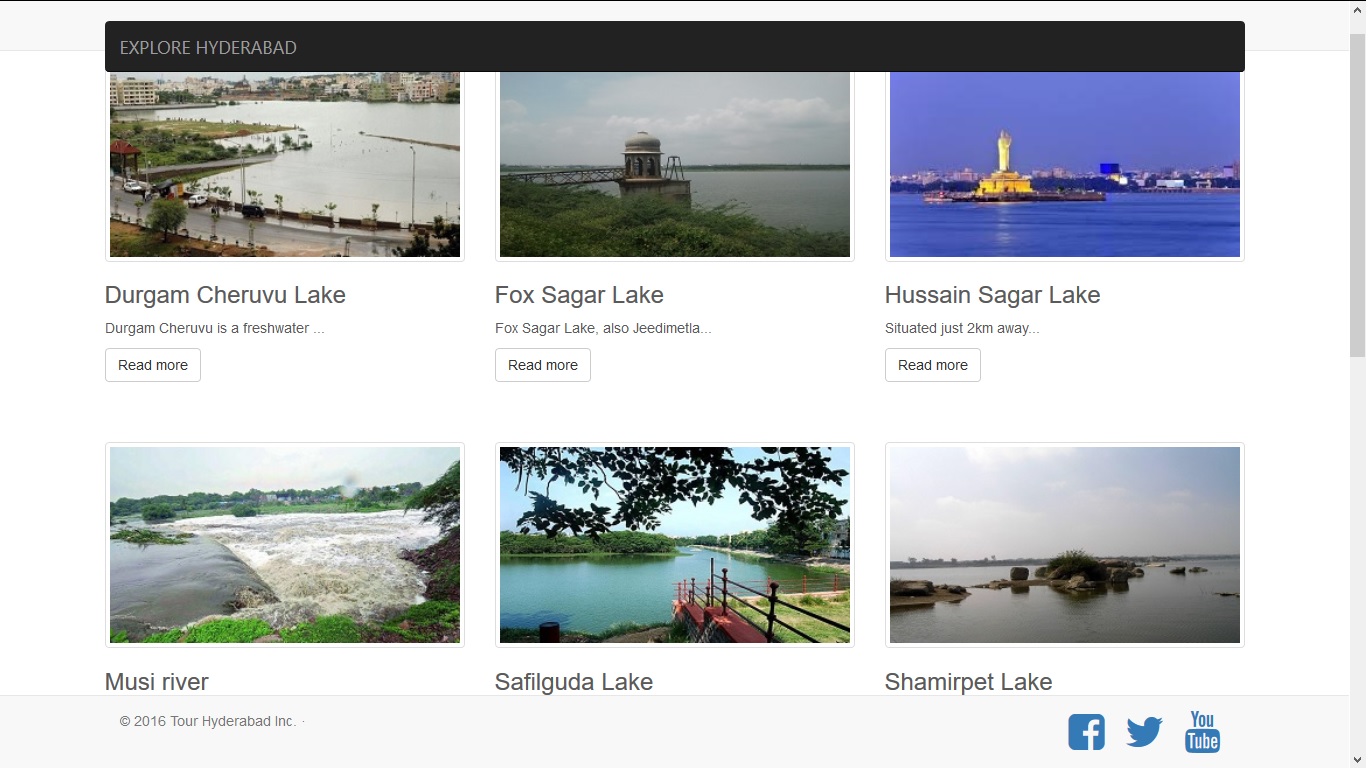 EXPLORE HYDERABAD
Durgam Cheruvu Lake
Fox Sagar Lake
Hussain Sagar Lake
Durgam Cheruvu is a freshwater ...
Fox Sagar Lake, also Jeedimetla...
Situated just 2km away...
Read more
Read more
Read more
Musi river
Safilguda Lake
Shamirpet Lake
© 2016 Tour Hyderabad Inc. ·
You
Tube